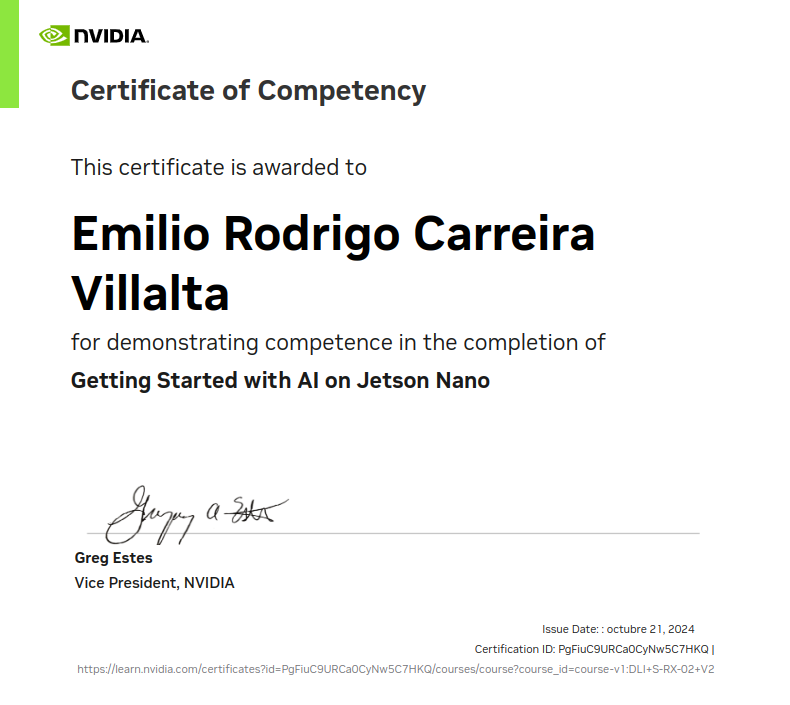 NVIDIA.
Certificate of Competency
This certificate is awarded to
Emilio Rodrigo Carreira
Villalta
for demonstrating competence in the completion of
Getting Started with AI on Jetson Nano
Gregory A Estes
Greg Estes
Vice President, NVIDIA
Issue Date: : octubre 21, 2024
Certification ID: PgFiuC9URCa0CyNw5C7HKQ |
https://learn.nvidia.com/certificates?id=PgFiuC9URCa0CyNw5C7HKQ/courses/course?course_id=course-v1:DLI+S-RX-02+V2